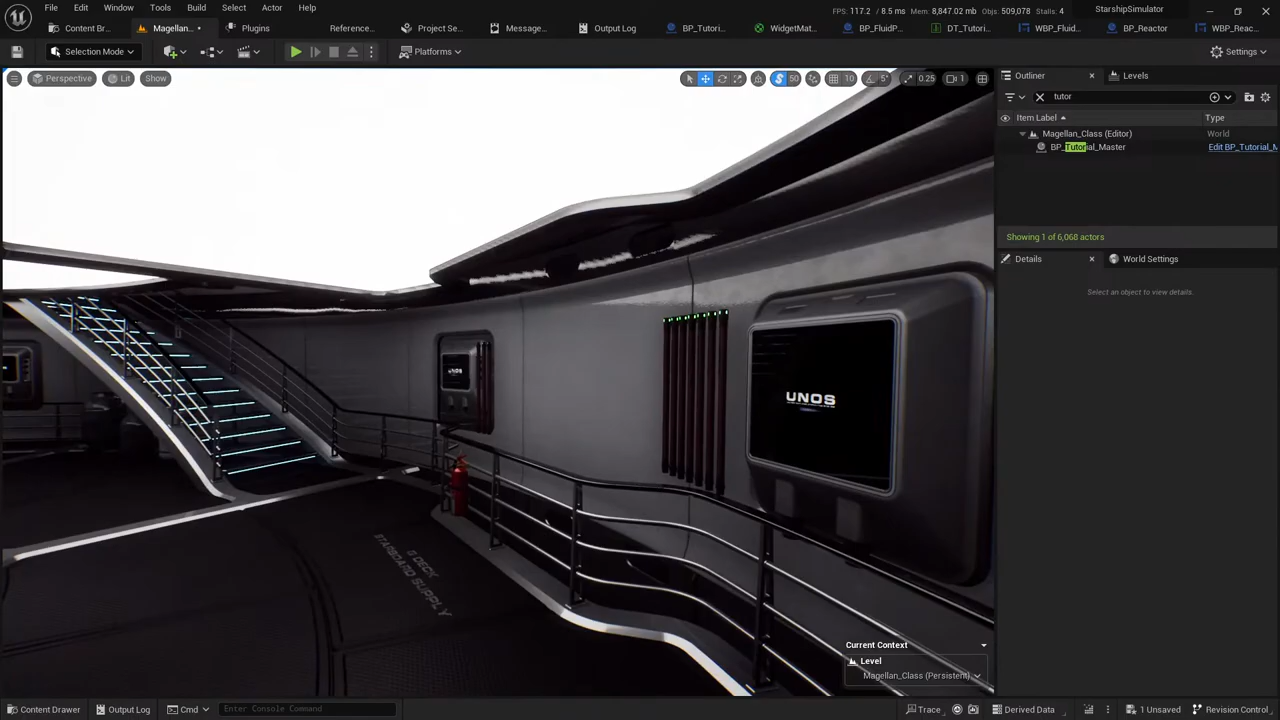 File Edit Window Tools Build Select Actor Help
FPS: 117.2 / 8.5 ms Mem: 8,847.02 mb Objs: 509,078 Stalls: 4
StarshipSimulator
Content Br...
Magellan...
Plugins
Reference...
Project Se...
Message...
Output Log
BP_Tutori...
WidgetMat...
BP_FluidP...
DT_Tutori...
WBP_Fluid...
BP_Reactor
WBP_Reac...
Selection Mode
Platforms
Settings
Perspective
Lit
Show
50
10
5°
0.25
1
Outliner
Levels
tutor
Item Label
Type
Magellan_Class (Editor)
World
BP_Tutorial_Master
Edit BP_Tutorial_M
Showing 1 of 6,068 actors
Details
World Settings
Select an object to view details.
UNOS
UNOS
G DECK
STARBOARD SUPPLY
Current Context
Level
Magellan_Class (Persistent)
Content Drawer
Output Log
Cmd
Enter Console Command
Trace
Derived Data
1 Unsaved
Revision Control